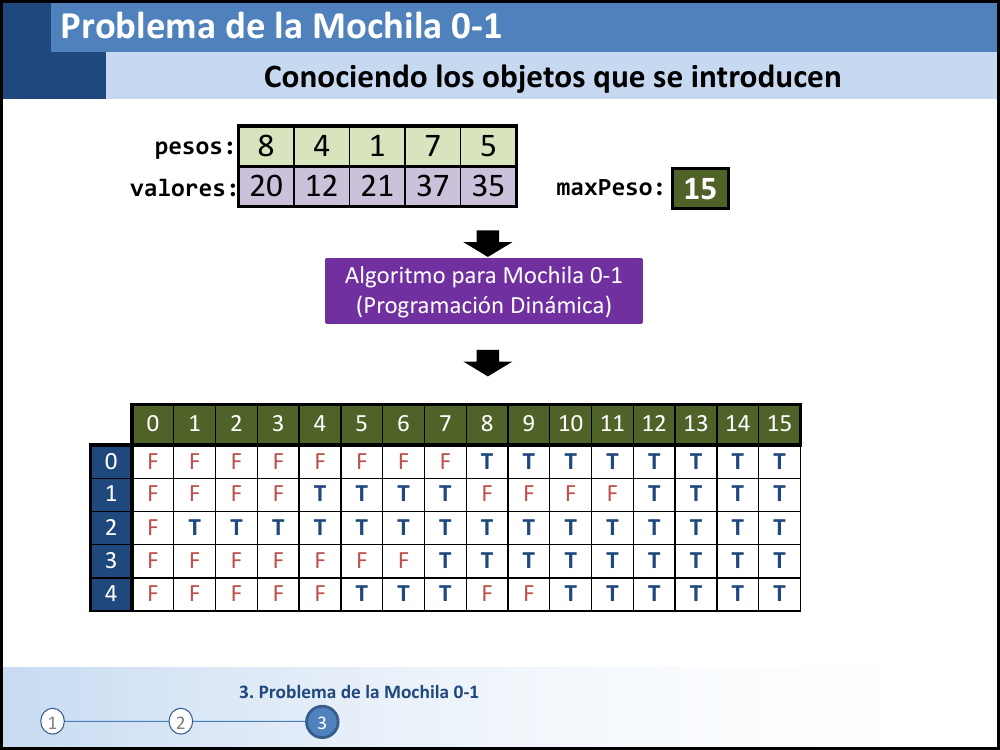 Problema de la Mochila 0-1
Conociendo los objetos que se introducen
pesos: 8 4 1 7 5
valores: 20 12 21 37 35 maxPeso: 15
Algoritmo para Mochila 0-1
(Programación Dinámica)
0 1 2 3 4 5 6 7 8 9 10 11 12 13 14 15
0 F F F F F F F F T T T T T T T T
1 F F F F T T T T F F F F T T T T
2 F T T T T T T T T T T T T T T T
3 F F F F F F F T T T T T T T T T
4 F F F F F T T T F F T T T T T T
3. Problema de la Mochila 0-1
1 2 3